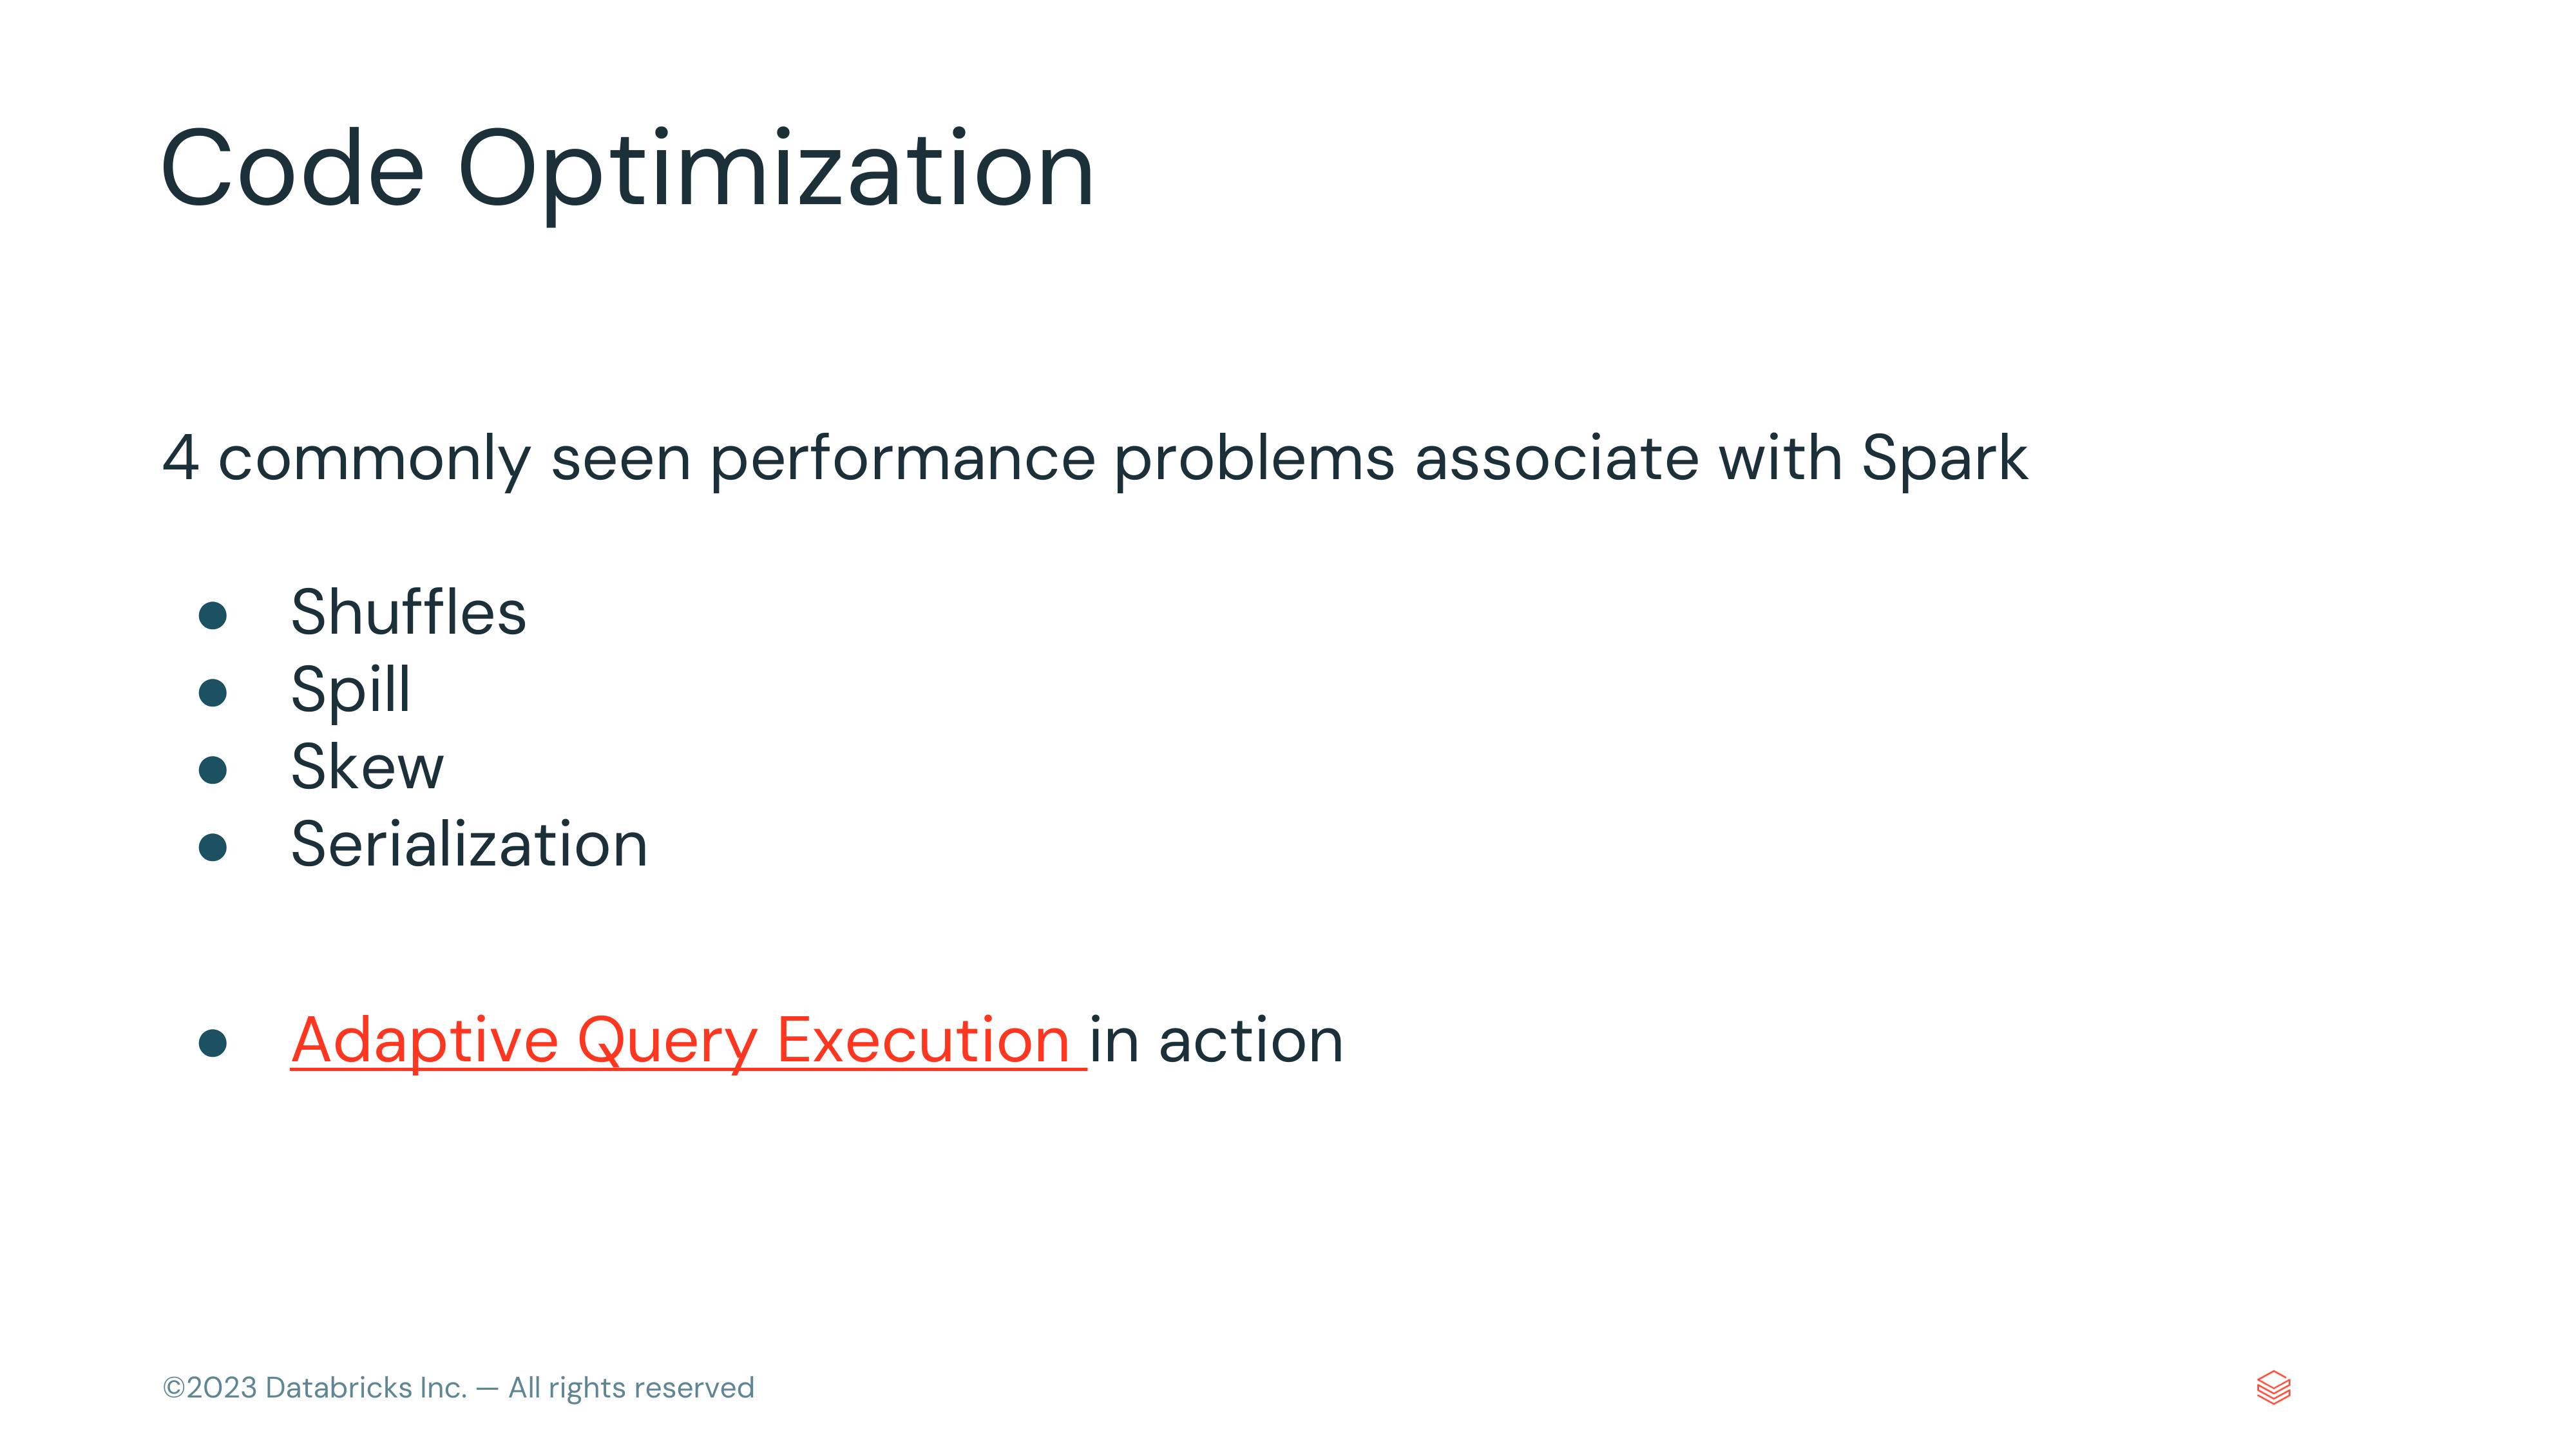 Code Optimization
4 commonly seen performance problems associate with Spark
● Shuffles
● Spill
● Skew
● Serialization
● Adaptive Query Execution in action
©2023 Databricks Inc. — All rights reserved